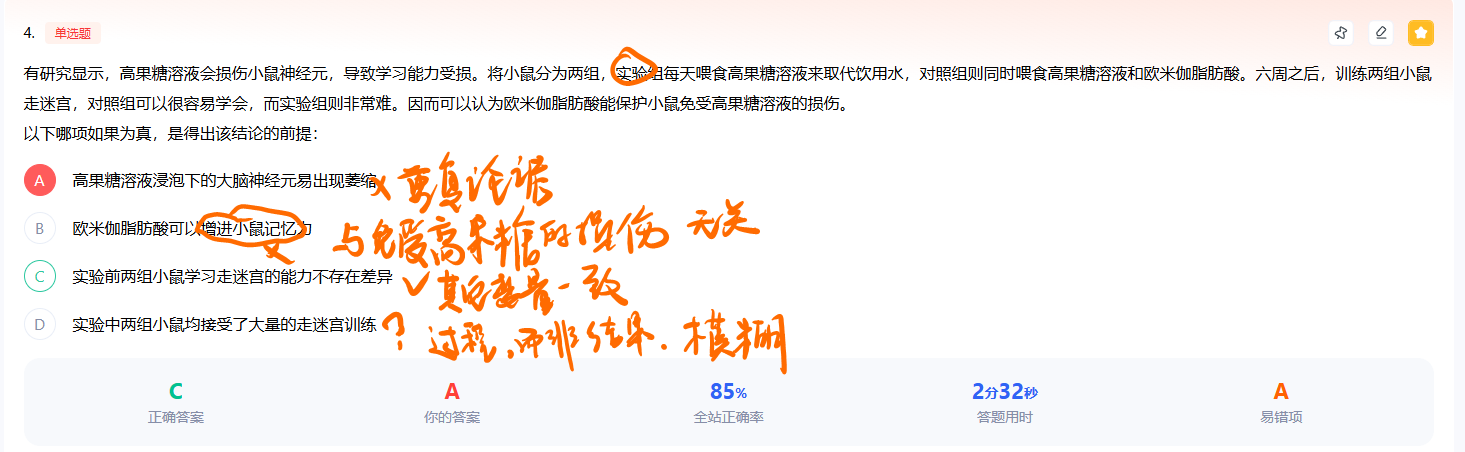 4. 单选题
有研究显示，高果糖溶液会损伤小鼠神经元，导致学习能力受损。将小鼠分为两组，实验组每天喂食高果糖溶液来取代饮用水，对照组则同时喂食高果糖溶液和欧米伽脂肪酸。六周之后，训练两组小鼠
走迷宫，对照组可以很容易学会，而实验组则非常难。因而可以认为欧米伽脂肪酸能保护小鼠免受高果糖溶液的损伤。
以下哪项如果为真，是得出该结论的前提：
A 高果糖溶液浸泡下的大脑神经元易出现萎缩 x 重复论据
B 欧米伽脂肪酸可以增进小鼠记忆力 x 与免受高果糖的损伤 无关
C 实验前两组小鼠学习走迷宫的能力不存在差异 ✓ 其它变量一致
D 实验中两组小鼠均接受了大量的走迷宫训练 ? 过程，而非结果．模糊
C A 85% 2分32秒 A
正确答案 你的答案 全站正确率 答题用时 易错项